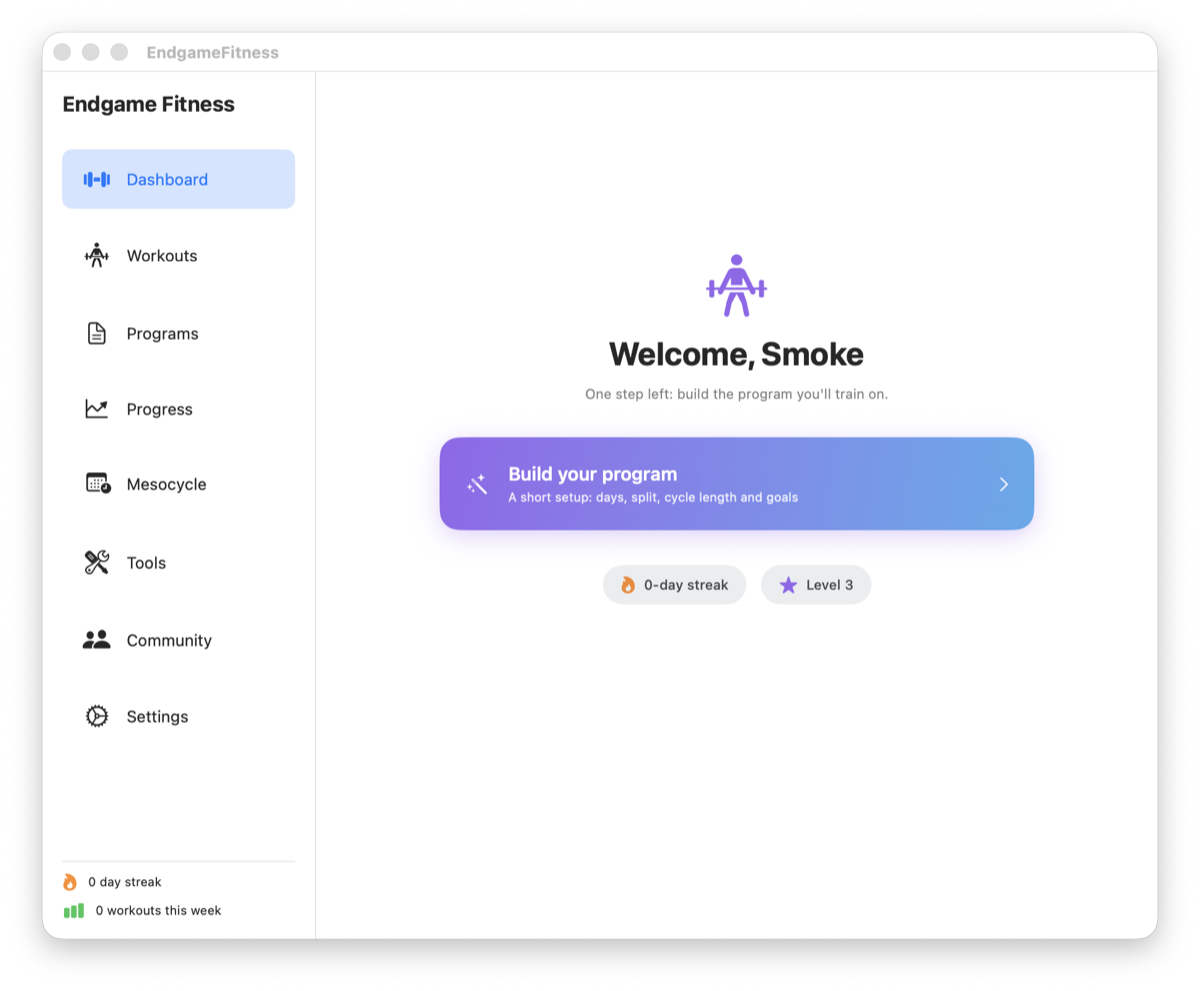 EndgameFitness
Endgame Fitness
Dashboard
Workouts
Programs
Progress
Mesocycle
Tools
Community
Settings
0 day streak
0 workouts this week
Welcome, Smoke
One step left: build the program you'll train on.
Build your program
A short setup: days, split, cycle length and goals
0-day streak
Level 3